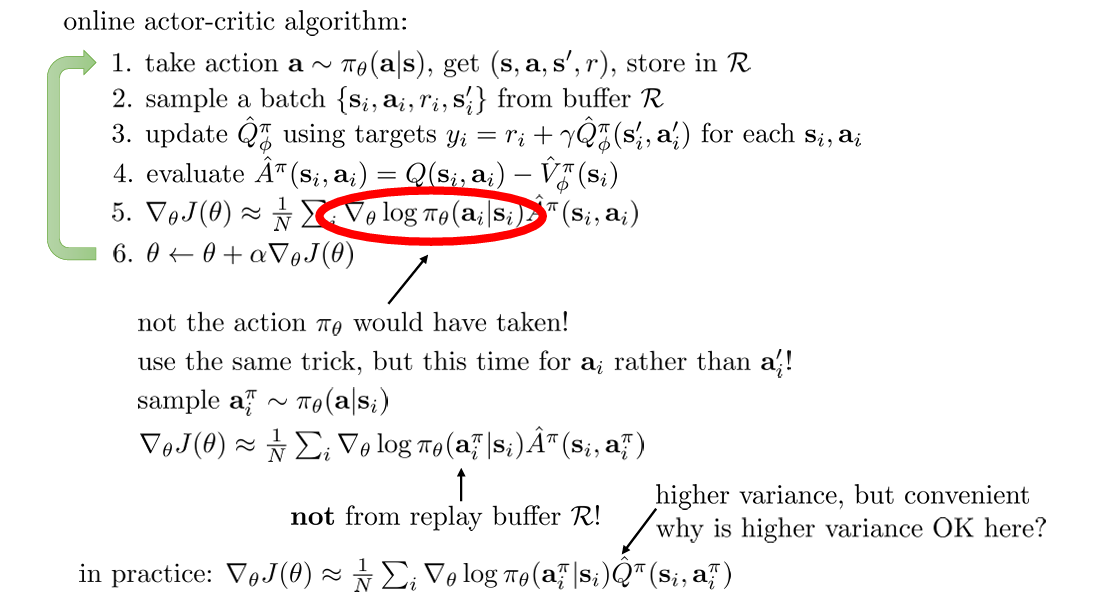 online actor-critic algorithm:
1. take action $\mathbf{a} \sim \pi_\theta(\mathbf{a}|\mathbf{s})$, get $(\mathbf{s}, \mathbf{a}, \mathbf{s}', r)$, store in $\mathcal{R}$
2. sample a batch $\{\mathbf{s}_i, \mathbf{a}_i, r_i, \mathbf{s}'_i\}$ from buffer $\mathcal{R}$
3. update $\hat{Q}^\pi_\phi$ using targets $y_i = r_i + \gamma \hat{Q}^\pi_\phi(\mathbf{s}'_i, \mathbf{a}'_i)$ for each $\mathbf{s}_i, \mathbf{a}_i$
4. evaluate $\hat{A}^\pi(\mathbf{s}_i, \mathbf{a}_i) = Q(\mathbf{s}_i, \mathbf{a}_i) - \hat{V}^\pi_\phi(\mathbf{s}_i)$
5. $\nabla_\theta J(\theta) \approx \frac{1}{N} \sum_i \nabla_\theta \log \pi_\theta(\mathbf{a}_i|\mathbf{s}_i) \hat{A}^\pi(\mathbf{s}_i, \mathbf{a}_i)$
6. $\theta \leftarrow \theta + \alpha \nabla_\theta J(\theta)$
not the action $\pi_\theta$ would have taken!
use the same trick, but this time for $\mathbf{a}_i$ rather than $\mathbf{a}'_i$!
sample $\mathbf{a}^\pi_i \sim \pi_\theta(\mathbf{a}|\mathbf{s}_i)$
$\nabla_\theta J(\theta) \approx \frac{1}{N} \sum_i \nabla_\theta \log \pi_\theta(\mathbf{a}^\pi_i|\mathbf{s}_i) \hat{A}^\pi(\mathbf{s}_i, \mathbf{a}^\pi_i)$
not from replay buffer $\mathcal{R}$!
higher variance, but convenient
why is higher variance OK here?
in practice: $\nabla_\theta J(\theta) \approx \frac{1}{N} \sum_i \nabla_\theta \log \pi_\theta(\mathbf{a}^\pi_i|\mathbf{s}_i) \hat{Q}^\pi(\mathbf{s}_i, \mathbf{a}^\pi_i)$